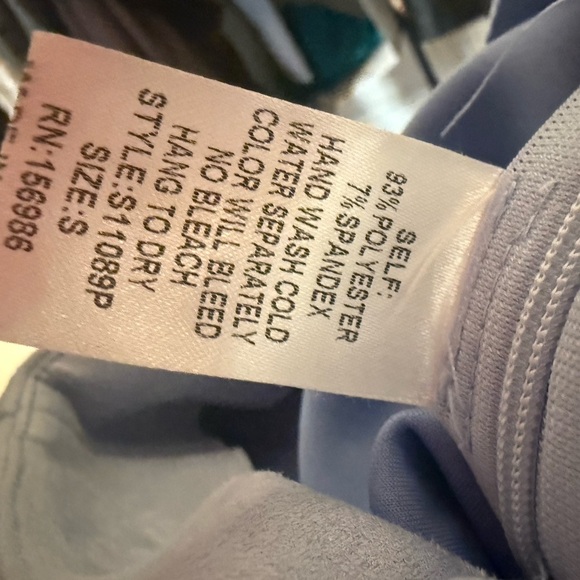 SELF:
93% POLYESTER
7% SPANDEX
HAND WASH COLD
WATER SEPARATELY
COLOR WILL BLEED
NO BLEACH
HANG TO DRY
STYLE:S11089P
SIZE:S
RN:156986